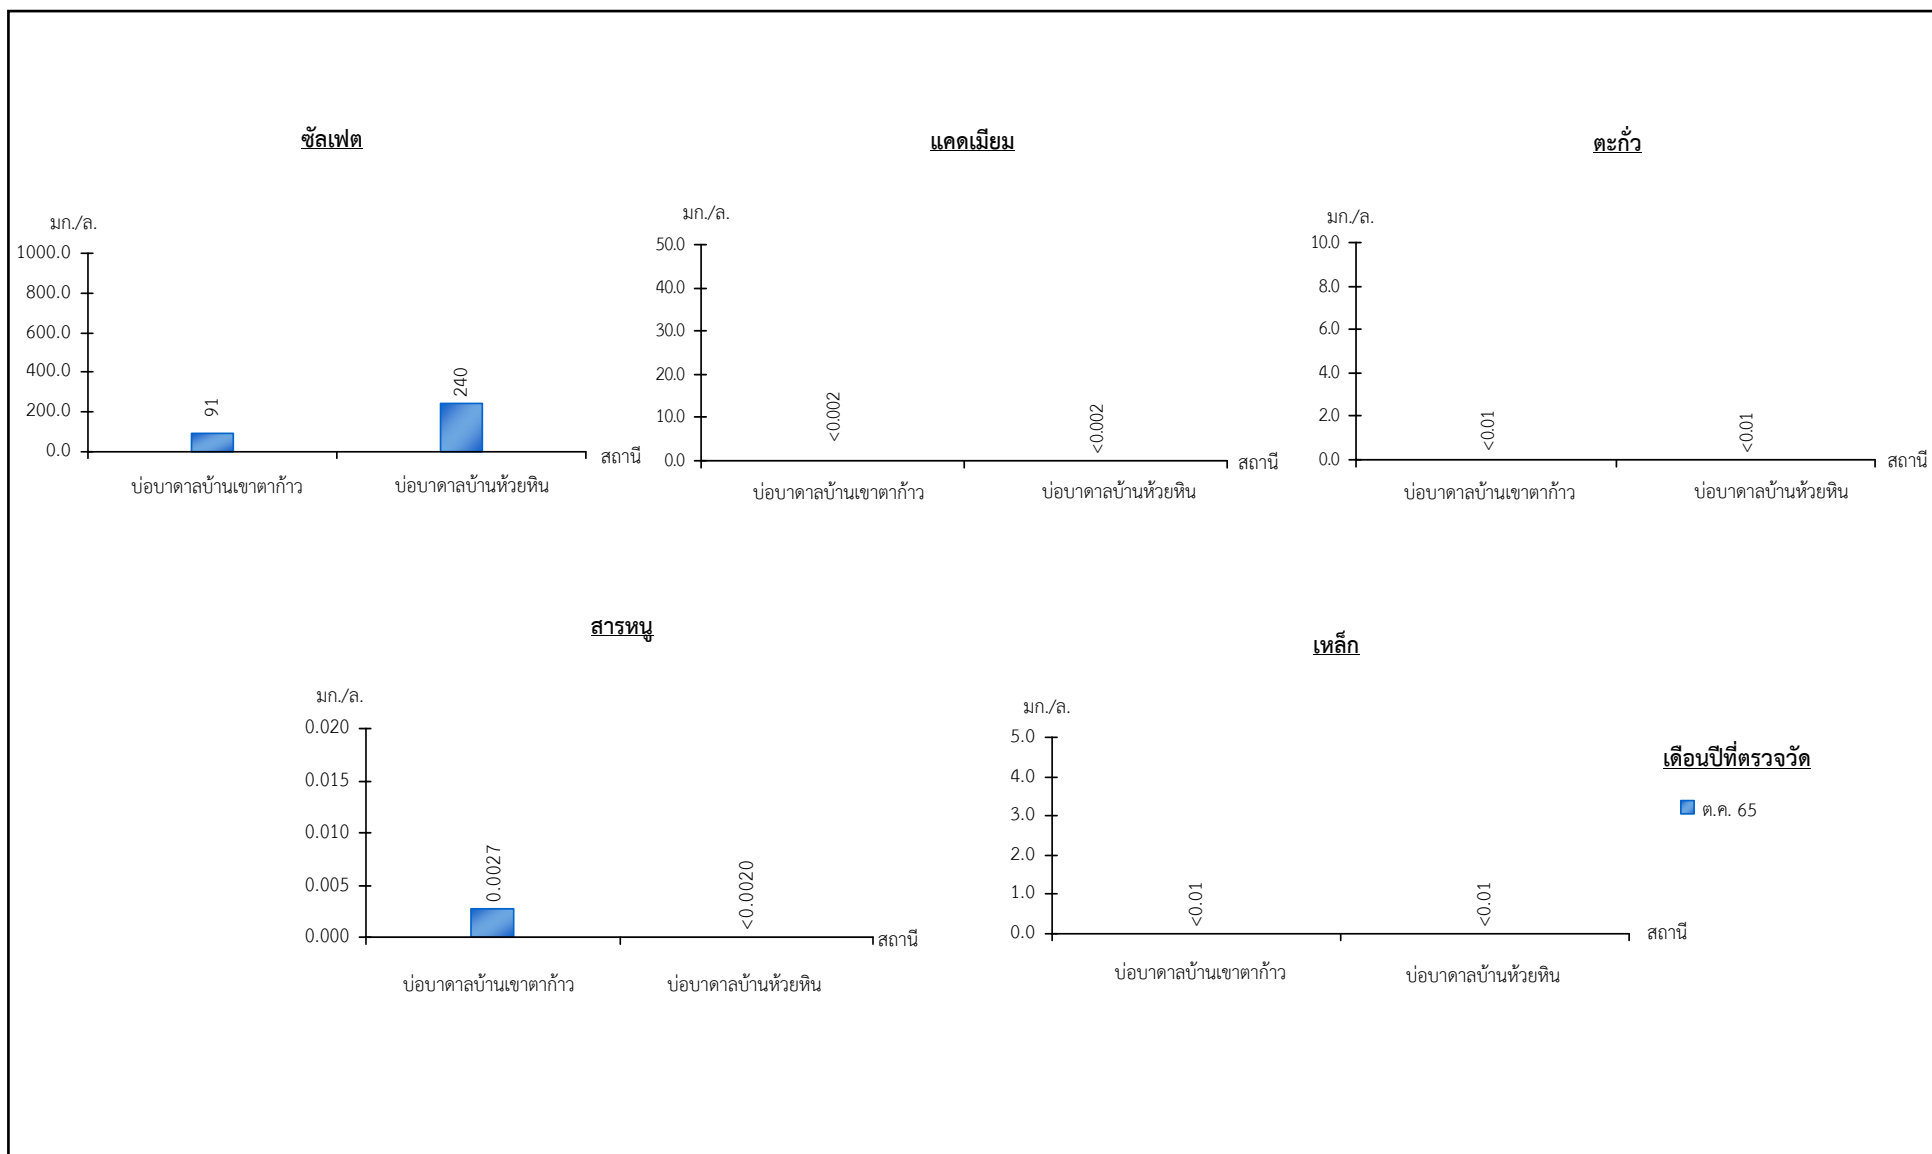 ซัลเฟต
มก./ล.
1000.0
800.0
600.0
400.0
200.0
0.0
91
240
สถานี
บ่อบาดาลบ้านเขาตาก้าว
บ่อบาดาลบ้านห้วยหิน
แคดเมียม
มก./ล.
50.0
40.0
30.0
20.0
10.0
0.0
<0.002
<0.002
สถานี
บ่อบาดาลบ้านเขาตาก้าว
บ่อบาดาลบ้านห้วยหิน
ตะกั่ว
มก./ล.
10.0
8.0
6.0
4.0
2.0
0.0
<0.01
<0.01
สถานี
บ่อบาดาลบ้านเขาตาก้าว
บ่อบาดาลบ้านห้วยหิน
สารหนู
มก./ล.
0.020
0.015
0.010
0.005
0.000
0.0027
<0.0020
สถานี
บ่อบาดาลบ้านเขาตาก้าว
บ่อบาดาลบ้านห้วยหิน
เหล็ก
มก./ล.
5.0
4.0
3.0
2.0
1.0
0.0
<0.01
<0.01
สถานี
บ่อบาดาลบ้านเขาตาก้าว
บ่อบาดาลบ้านห้วยหิน
เดือนปีที่ตรวจวัด
ต.ค. 65